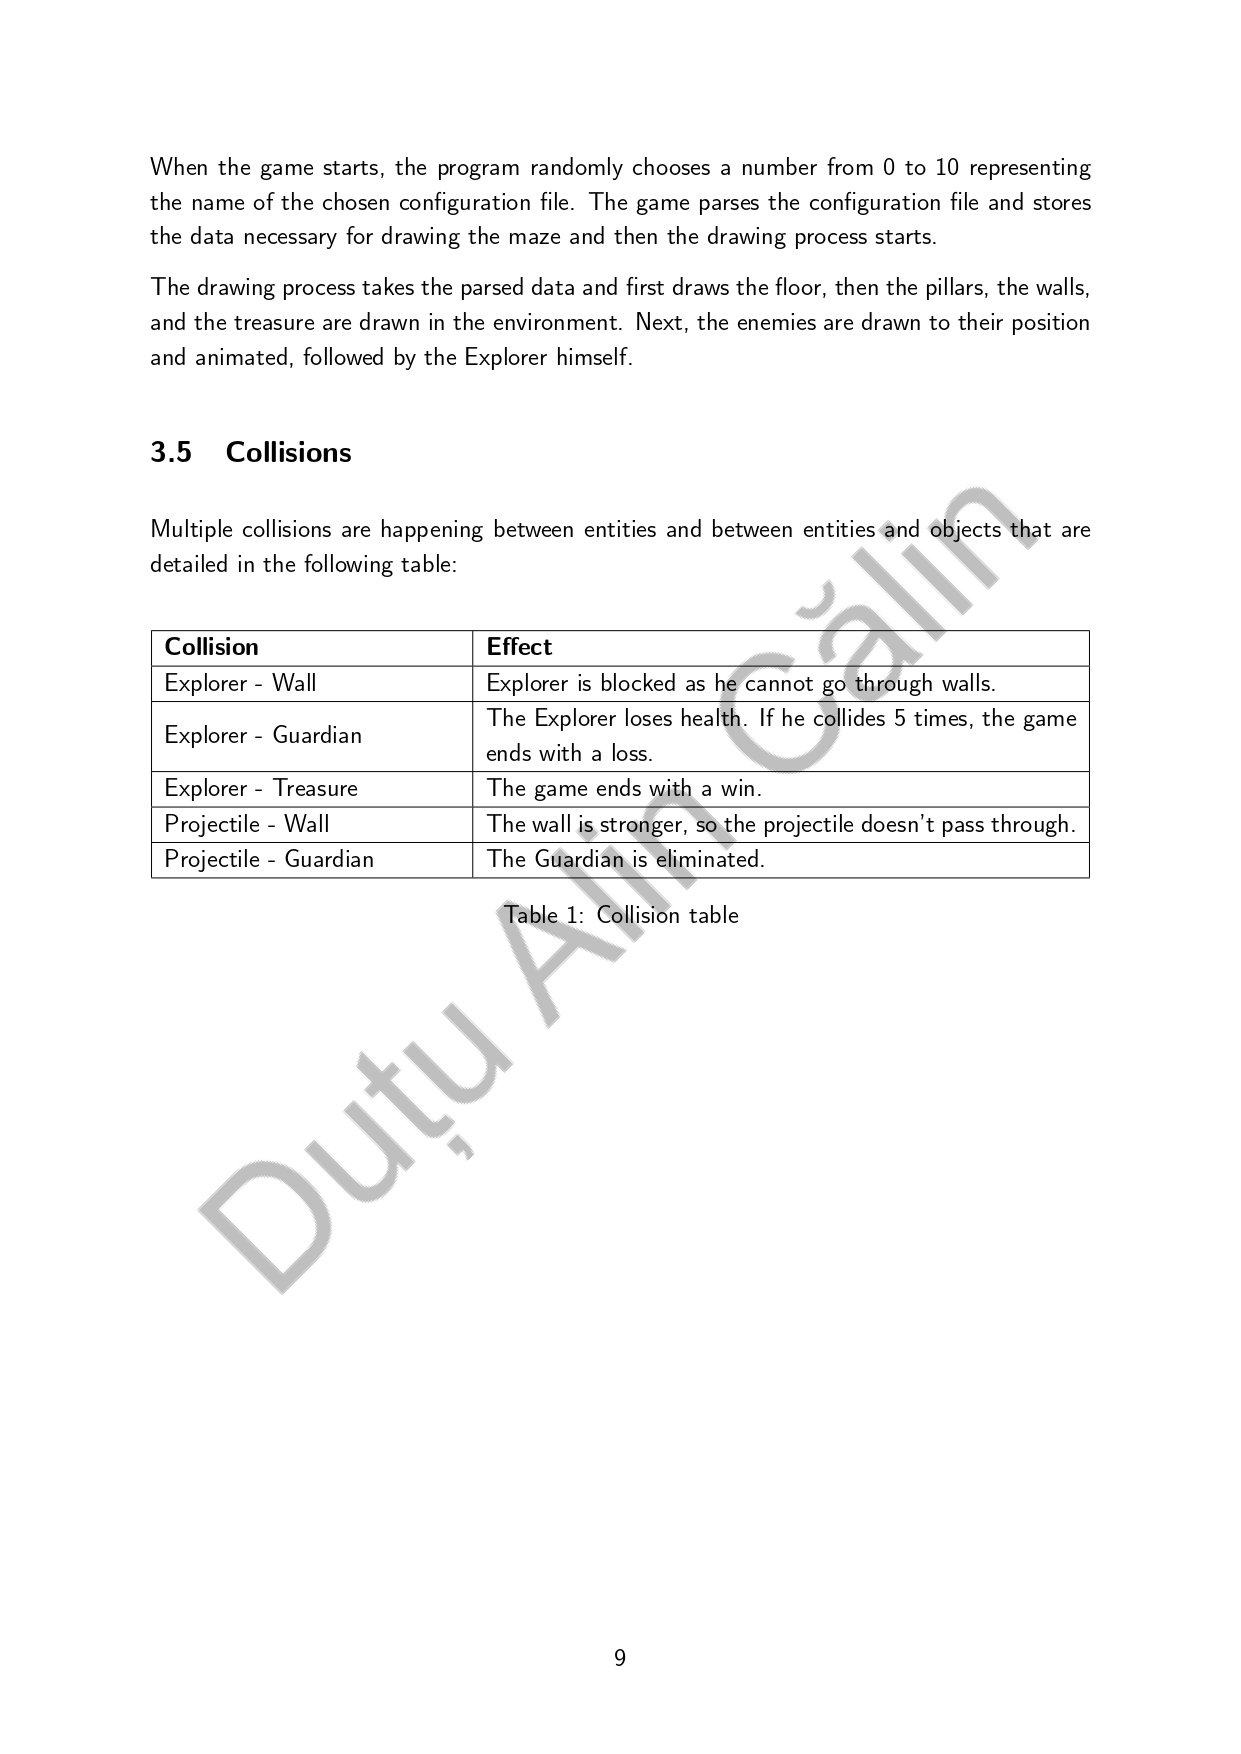 When the game starts, the program randomly chooses a number from 0 to 10 representing
the name of the chosen configuration file. The game parses the configuration file and stores
the data necessary for drawing the maze and then the drawing process starts.
The drawing process takes the parsed data and first draws the floor, then the pillars, the walls,
and the treasure are drawn in the environment. Next, the enemies are drawn to their position
and animated, followed by the Explorer himself.
3.5 Collisions
Multiple collisions are happening between entities and between entities and objects that are
detailed in the following table:
Collision Effect
Explorer - Wall Explorer is blocked as he cannot go through walls.
Explorer - Guardian The Explorer loses health. If he collides 5 times, the game
ends with a loss.
Explorer - Treasure The game ends with a win.
Projectile - Wall The wall is stronger, so the projectile doesn't pass through.
Projectile - Guardian The Guardian is eliminated.
Table 1: Collision table
Duțu Alin Călin
9